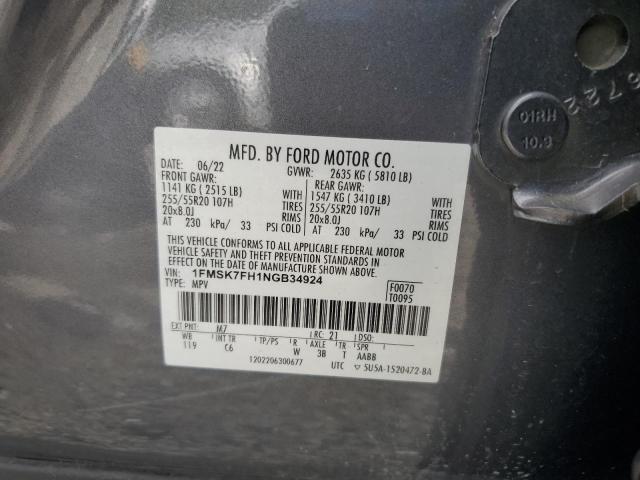 6722
01RH
10.9
MFD. BY FORD MOTOR CO.
DATE: 06/22 GVWR: 2635 KG ( 5810 LB)
FRONT GAWR: REAR GAWR:
1141 KG ( 2515 LB) WITH 1547 KG ( 3410 LB) WITH
255/55R20 107H TIRES 255/55R20 107H TIRES
20x8.0J RIMS 20x8.0J RIMS
AT 230 kPa/ 33 PSI COLD AT 230 kPa/ 33 PSI COLD
THIS VEHICLE CONFORMS TO ALL APPLICABLE FEDERAL MOTOR
VEHICLE SAFETY AND THEFT PREVENTION STANDARDS IN
EFFECT ON THE DATE OF MANUFACTURE SHOWN ABOVE.
VIN: 1FMSK7FH1NGB34924 F0070
TYPE: MPV T0095
EXT PNT: M7 RC: 21 DSO:
WB INT TR TP/PS R AXLE TR SPR
119 C6 W 3B T AABB
1202206300677 UTC ▽ 5U5A-1520472-BA